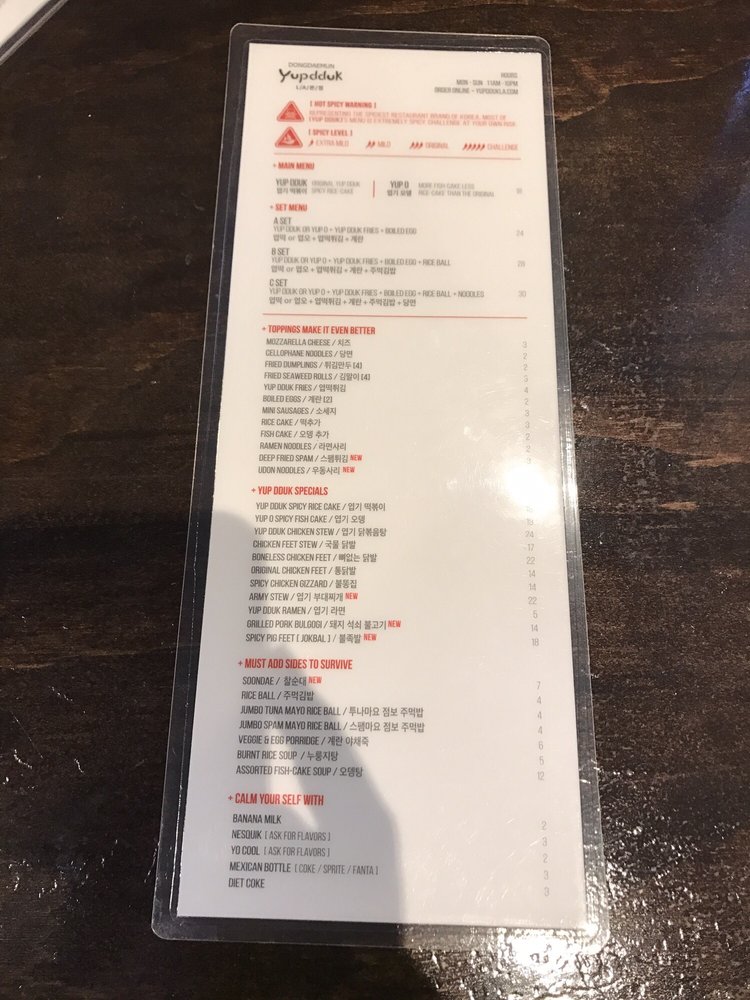 DONGDAEMUN
Yupdduk
L/A/본/점
HOURS
MON - SUN 11AM - 10PM
ORDER ONLINE - YUPDDUKLA.COM
[ HOT SPICY WARNING ]
REPRESENTING THE SPICIEST RESTAURANT BRAND OF KOREA, MOST OF
[YUP DDUK]'S MENU IS EXTREMELY SPICY. CHALLENGE AT YOUR OWN RISK.
[ SPICY LEVEL ]
EXTRA MILD MILD ORIGINAL CHALLENGE
+ MAIN MENU
YUP DDUK ORIGINAL YUP DDUK YUP O MORE FISH-CAKE LESS
엽기 떡볶이 SPICY RICE-CAKE 엽기 오뎅 RICE-CAKE THAN THE ORIGINAL 18
+ SET MENU
A SET
YUP DDUK OR YUP O + YUP DDUK FRIES + BOILED EGG 24
엽떡 or 엽오 + 엽떡튀김 + 계란
B SET
YUP DDUK OR YUP O + YUP DDUK FRIES + BOILED EGG + RICE BALL 28
엽떡 or 엽오 + 엽떡튀김 + 계란 + 주먹김밥
C SET
YUP DDUK OR YUP O + YUP DDUK FRIES + BOILED EGG + RICE BALL + NOODLES 30
엽떡 or 엽오 + 엽떡튀김 + 계란 + 주먹김밥 + 당면
+ TOPPINGS MAKE IT EVEN BETTER
MOZZARELLA CHEESE / 치즈 3
CELLOPHANE NOODLES / 당면 2
FRIED DUMPLINGS / 튀김만두 [4] 2
FRIED SEAWEED ROLLS / 김말이 [4] 3
YUP DDUK FRIES / 엽떡튀김 4
BOILED EGGS / 계란 [2] 2
MINI SAUSAGES / 소세지 3
RICE CAKE / 떡추가 3
FISH CAKE / 오뎅 추가 2
RAMEN NOODLES / 라면사리 2
DEEP FRIED SPAM / 스팸튀김 NEW 3
UDON NOODLES / 우동사리 NEW
+ YUP DDUK SPECIALS
YUP DDUK SPICY RICE CAKE / 엽기 떡볶이
YUP O SPICY FISH CAKE / 엽기 오뎅 18
YUP DDUK CHICKEN STEW / 엽기 닭볶음탕 24
CHICKEN FEET STEW / 국물 닭발 17
BONELESS CHICKEN FEET / 뼈없는 닭발 22
ORIGINAL CHICKEN FEET / 통닭발 14
SPICY CHICKEN GIZZARD / 불똥집 14
ARMY STEW / 엽기 부대찌개 NEW 22
YUP DDUK RAMEN / 엽기 라면 5
GRILLED PORK BULGOGI / 돼지 석쇠 불고기 NEW 14
SPICY PIG FEET [ JOKBAL ] / 불족발 NEW 18
+ MUST ADD SIDES TO SURVIVE
SOONDAE / 찰순대 NEW 7
RICE BALL / 주먹김밥 4
JUMBO TUNA MAYO RICE BALL / 투나마요 점보 주먹밥 4
JUMBO SPAM MAYO RICE BALL / 스팸마요 점보 주먹밥 4
VEGGIE & EGG PORRIDGE / 계란 야채죽 6
BURNT RICE SOUP / 누룽지탕 5
ASSORTED FISH-CAKE SOUP / 오뎅탕 12
+ CALM YOUR SELF WITH
BANANA MILK 2
NESQUIK [ ASK FOR FLAVORS ] 3
YO COOL [ ASK FOR FLAVORS ] 2
MEXICAN BOTTLE [ COKE / SPRITE / FANTA ] 3
DIET COKE 3